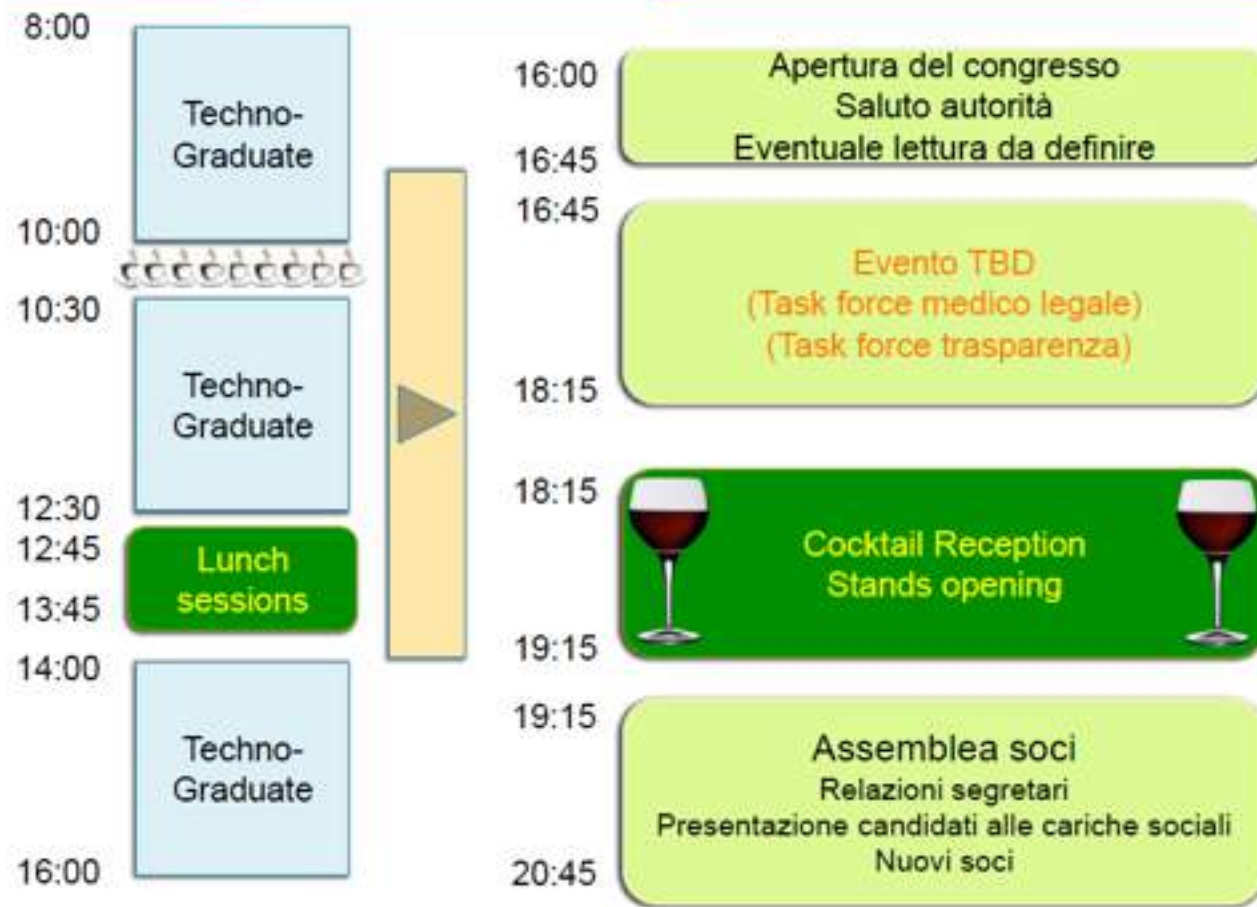 8:00
Techno-
Graduate
10:00
10:30
Techno-
Graduate
12:30
12:45
Lunch
sessions
13:45
14:00
Techno-
Graduate
16:00
16:00
Apertura del congresso
Saluto autorità
Eventuale lettura da definire
16:45
16:45
Evento TBD
(Task force medico legale)
(Task force trasparenza)
18:15
18:15
Cocktail Reception
Stands opening
19:15
19:15
Assemblea soci
Relazioni segretari
Presentazione candidati alle cariche sociali
Nuovi soci
20:45